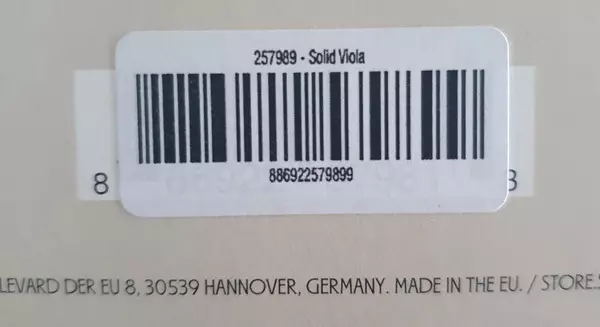 257989 - Solid Viola
886922579899
8
3
LEVARD DER EU 8, 30539 HANNOVER, GERMANY. MADE IN THE EU. / STORE.